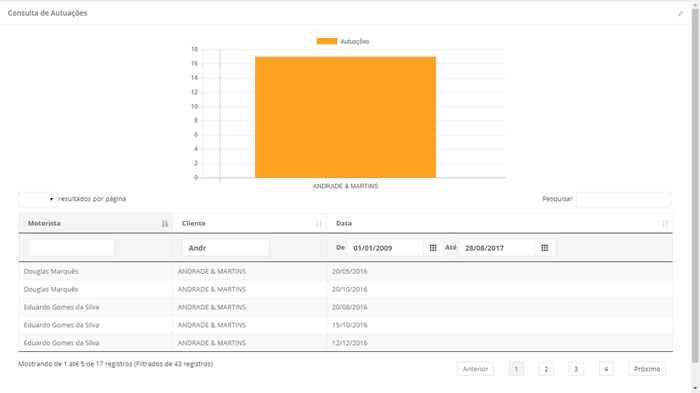 Consulta de Autuações
Autuações
18
16
14
12
10
8
6
4
2
0
ANDRADE & MARTINS
resultados por página
Pesquisar
Motorista Cliente Data
Andr De 01/01/2009 Até 28/08/2017
Douglas Marquês ANDRADE & MARTINS 20/05/2016
Douglas Marquês ANDRADE & MARTINS 20/10/2016
Eduardo Gomes da Silva ANDRADE & MARTINS 20/08/2016
Eduardo Gomes da Silva ANDRADE & MARTINS 15/10/2016
Eduardo Gomes da Silva ANDRADE & MARTINS 12/12/2016
Mostrando de 1 até 5 de 17 registros (Filtrados de 43 registros)
Anterior 1 2 3 4 Próximo